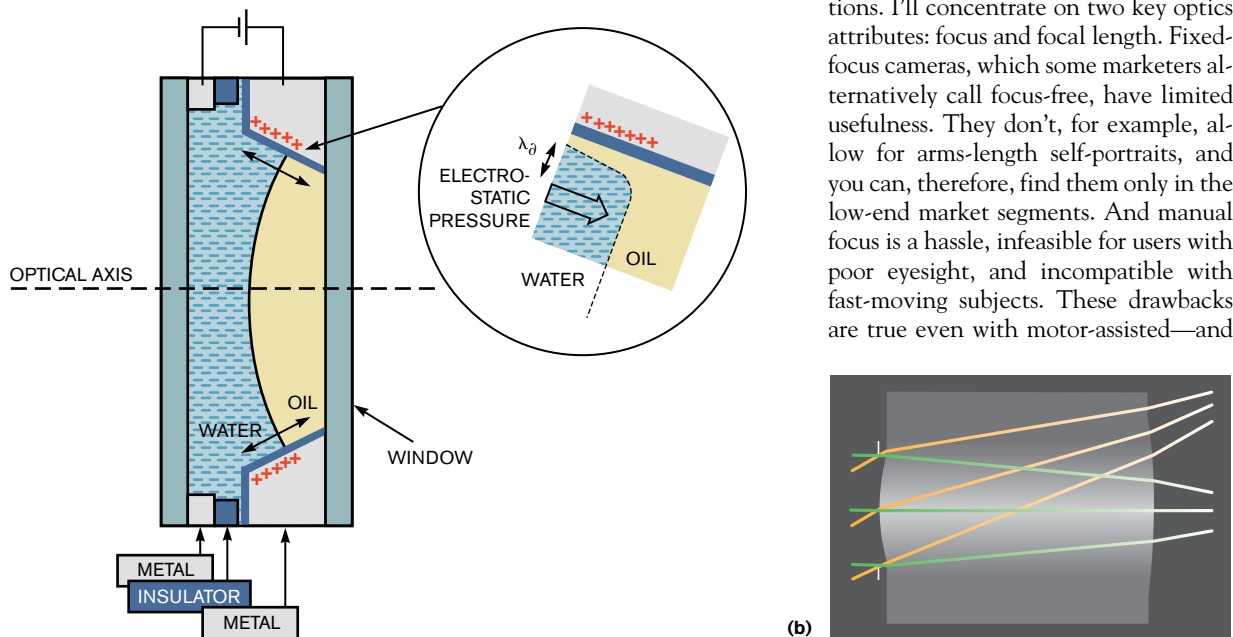 tions. I'll concentrate on two key optics
attributes: focus and focal length. Fixed-
focus cameras, which some marketers al-
ternatively call focus-free, have limited
usefulness. They don't, for example, al-
low for arms-length self-portraits, and
you can, therefore, find them only in the
low-end market segments. And manual
focus is a hassle, infeasible for users with
poor eyesight, and incompatible with
fast-moving subjects. These drawbacks
are true even with motor-assisted—and
λ∂
ELECTRO-
STATIC
PRESSURE
OIL
WATER
OPTICAL AXIS
OIL
WATER
WINDOW
METAL
INSULATOR
METAL
(b)